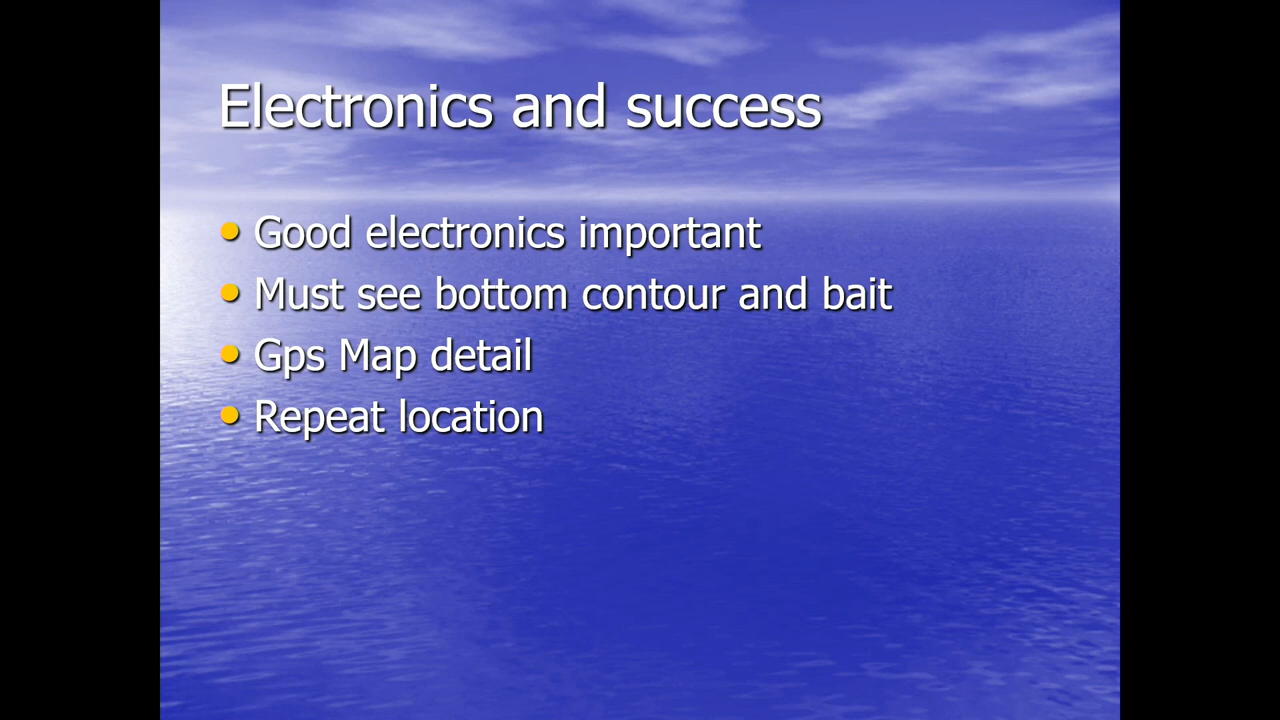 Electronics and success
• Good electronics important
• Must see bottom contour and bait
• Gps Map detail
• Repeat location